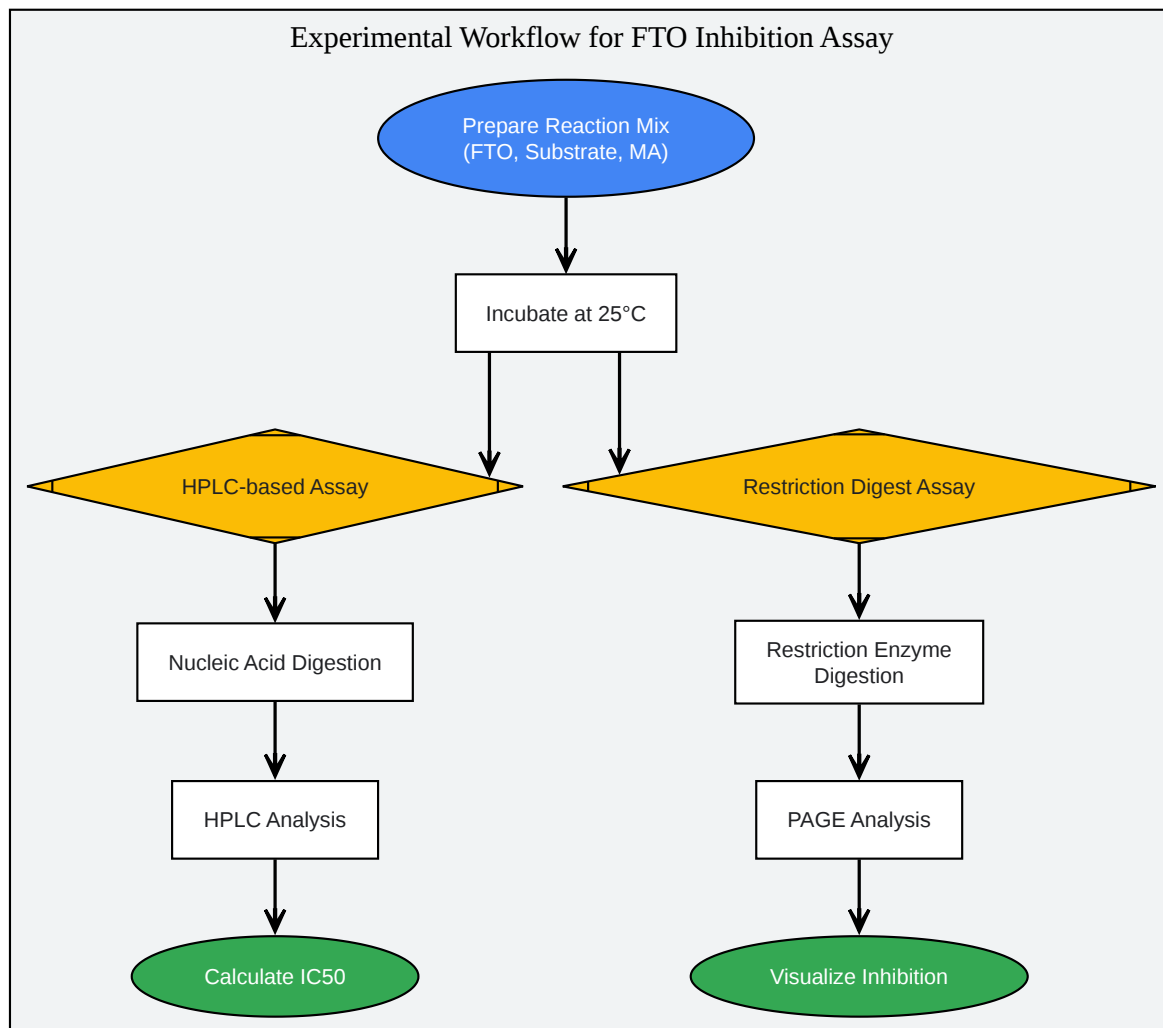 Experimental Workflow for FTO Inhibition Assay
Prepare Reaction Mix
(FTO, Substrate, MA)
Incubate at 25°C
HPLC-based Assay
Restriction Digest Assay
Nucleic Acid Digestion
Restriction Enzyme
Digestion
HPLC Analysis
PAGE Analysis
Calculate IC50
Visualize Inhibition